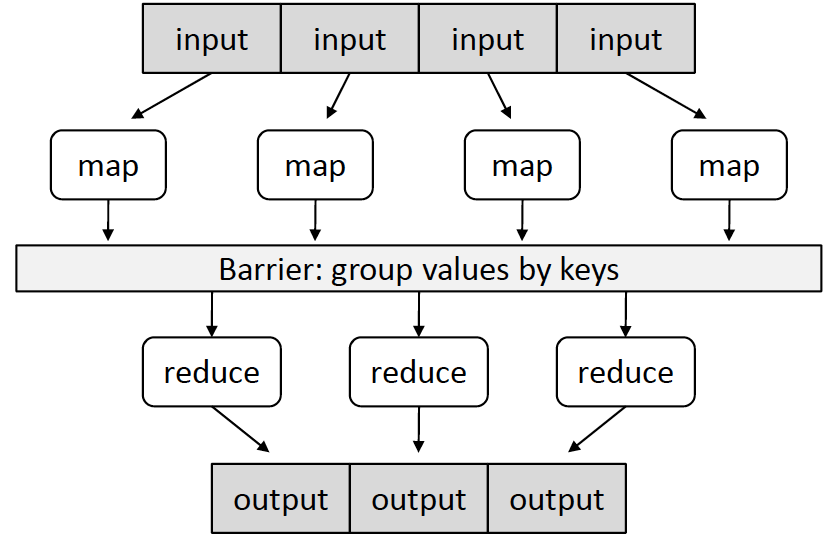 input input input input
map map map map
Barrier: group values by keys
reduce reduce reduce
output output output